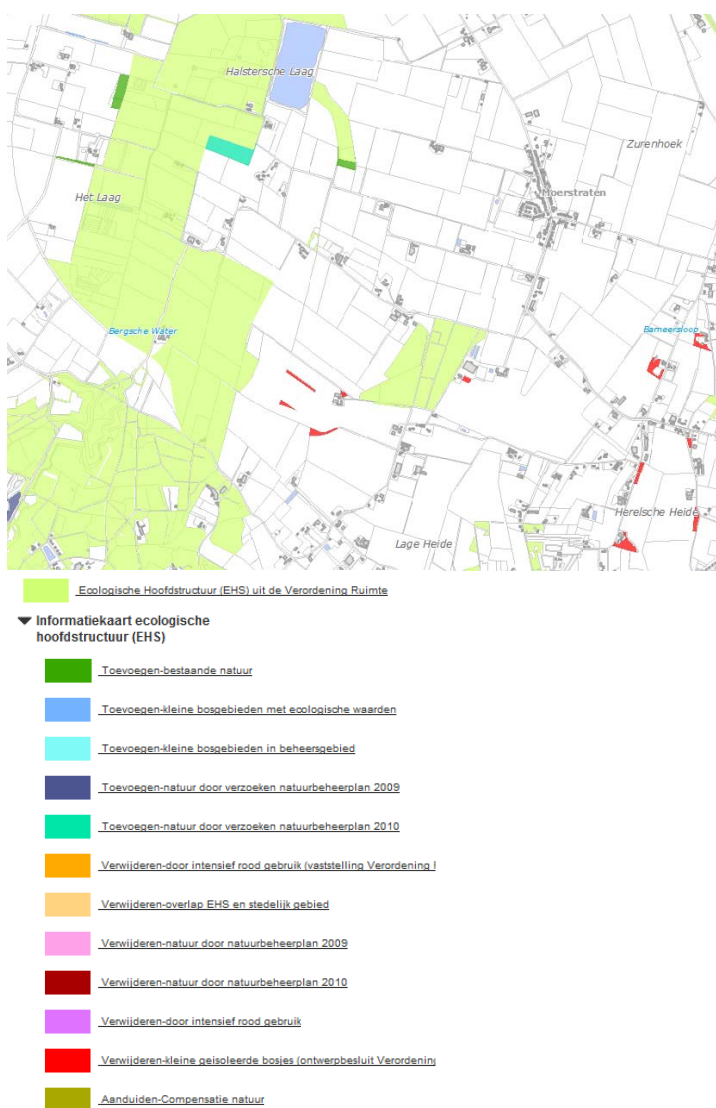 Halstersche Laag
Zurenhoek
Moerstraten
Het Laag
Bergsche Water
Bameersloop
Herelsche Heide
Lage Heide
Ecologische Hoofdstructuur (EHS) uit de Verordening Ruimte
Informatiekaart ecologische
hoofdstructuur (EHS)
Toevoegen-bestaande natuur
Toevoegen-kleine bosgebieden met ecologische waarden
Toevoegen-kleine bosgebieden in beheersgebied
Toevoegen-natuur door verzoeken natuurbeheerplan 2009
Toevoegen-natuur door verzoeken natuurbeheerplan 2010
Verwijderen-door intensief rood gebruik (vaststelling Verordening
Verwijderen-overlap EHS en stedelijk gebied
Verwijderen-natuur door natuurbeheerplan 2009
Verwijderen-natuur door natuurbeheerplan 2010
Verwijderen-door intensief rood gebruik
Verwijderen-kleine geisoleerde bosjes (ontwerpbesluit Verordening
Aanduiden-Compensatie natuur